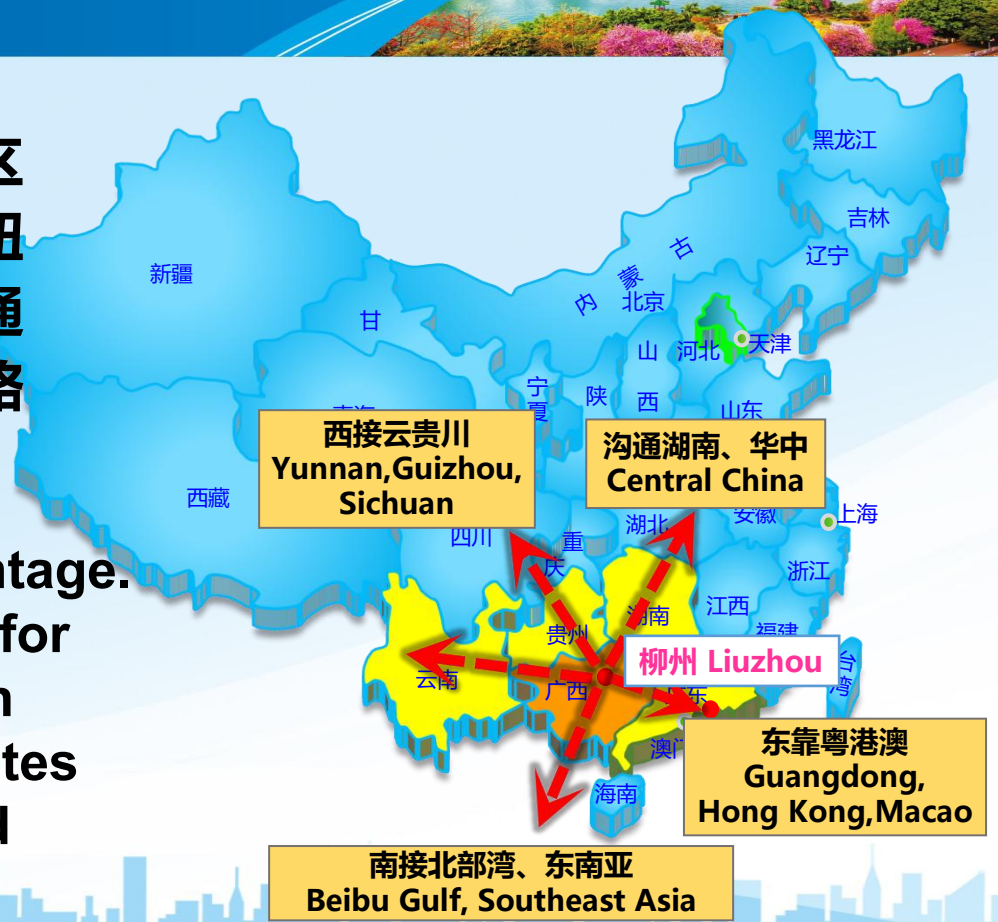 区
纽
通
路
ntage.
for
n
tes
d
黑龙江
吉林
辽宁
内蒙古
北京
新疆
甘
天津
河北
山西
宁夏
陕
山东
西接云贵川
Yunnan,Guizhou,
Sichuan
沟通湖南、华中
Central China
西藏
四川
重庆
湖北
安徽
上海
浙江
江西
湖南
贵州
福建
柳州 Liuzhou
云南
广西
台湾
东靠粤港澳
Guangdong,
Hong Kong,Macao
海南
南接北部湾、东南亚
Beibu Gulf, Southeast Asia